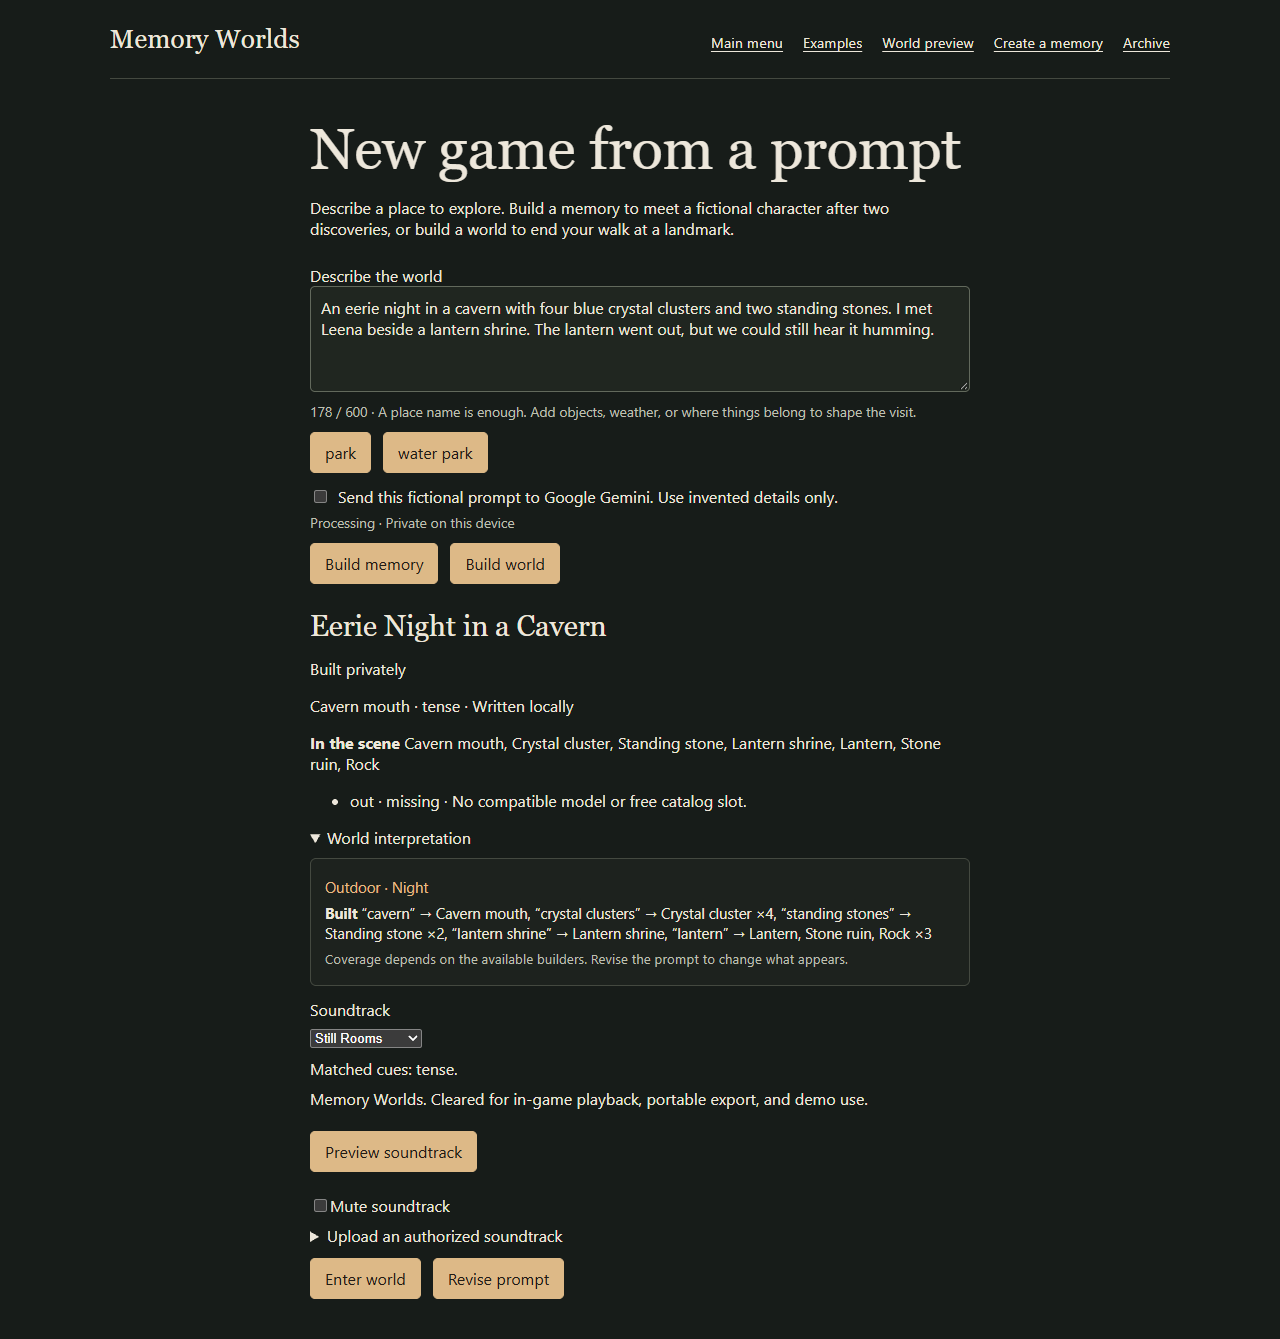 Memory Worlds
Main menu Examples World preview Create a memory Archive
New game from a prompt
Describe a place to explore. Build a memory to meet a fictional character after two
discoveries, or build a world to end your walk at a landmark.
Describe the world
An eerie night in a cavern with four blue crystal clusters and two standing stones. I met
Leena beside a lantern shrine. The lantern went out, but we could still hear it humming.
178 / 600 · A place name is enough. Add objects, weather, or where things belong to shape the visit.
park water park
Send this fictional prompt to Google Gemini. Use invented details only.
Processing · Private on this device
Build memory Build world
Eerie Night in a Cavern
Built privately
Cavern mouth · tense · Written locally
In the scene Cavern mouth, Crystal cluster, Standing stone, Lantern shrine, Lantern, Stone
ruin, Rock
• out · missing · No compatible model or free catalog slot.
▼ World interpretation
Outdoor · Night
Built “cavern” → Cavern mouth, “crystal clusters” → Crystal cluster ×4, “standing stones” →
Standing stone ×2, “lantern shrine” → Lantern shrine, “lantern” → Lantern, Stone ruin, Rock ×3
Coverage depends on the available builders. Revise the prompt to change what appears.
Soundtrack
Still Rooms
Matched cues: tense.
Memory Worlds. Cleared for in-game playback, portable export, and demo use.
Preview soundtrack
Mute soundtrack
▶ Upload an authorized soundtrack
Enter world Revise prompt